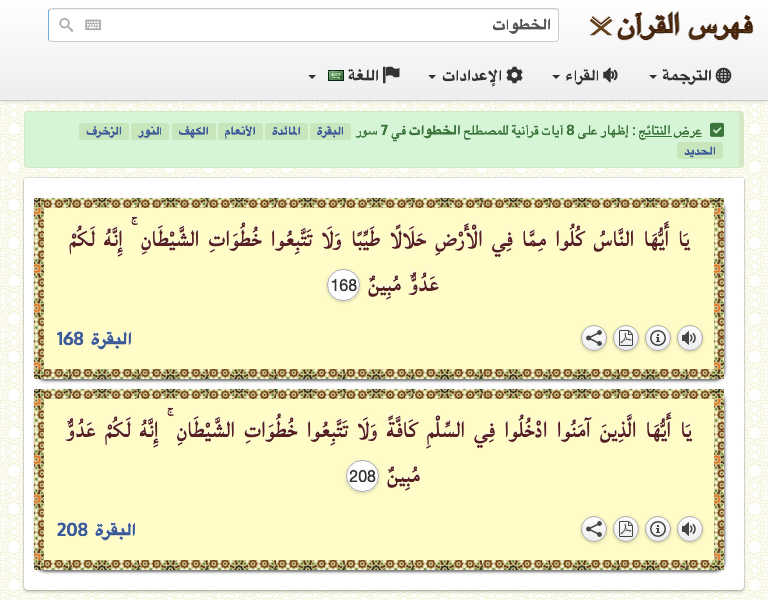 فهرس القرآن
الخطوات
الترجمة
القراء
الإعدادات
اللغة
عرض النتائج : إظهار على 8 آيات قرآنية للمصطلح الخطوات في 7 سور البقرة المائدة الأنعام الكهف النور الزخرف
الحديد
يَا أَيُّهَا النَّاسُ كُلُوا مِمَّا فِي الْأَرْضِ حَلَالًا طَيِّبًا وَلَا تَتَّبِعُوا خُطُوَاتِ الشَّيْطَانِ ۚ إِنَّهُ لَكُمْ
عَدُوٌّ مُبِينٌ 168
البقرة 168
يَا أَيُّهَا الَّذِينَ آمَنُوا ادْخُلُوا فِي السِّلْمِ كَافَّةً وَلَا تَتَّبِعُوا خُطُوَاتِ الشَّيْطَانِ ۚ إِنَّهُ لَكُمْ عَدُوٌّ
مُبِينٌ 208
البقرة 208